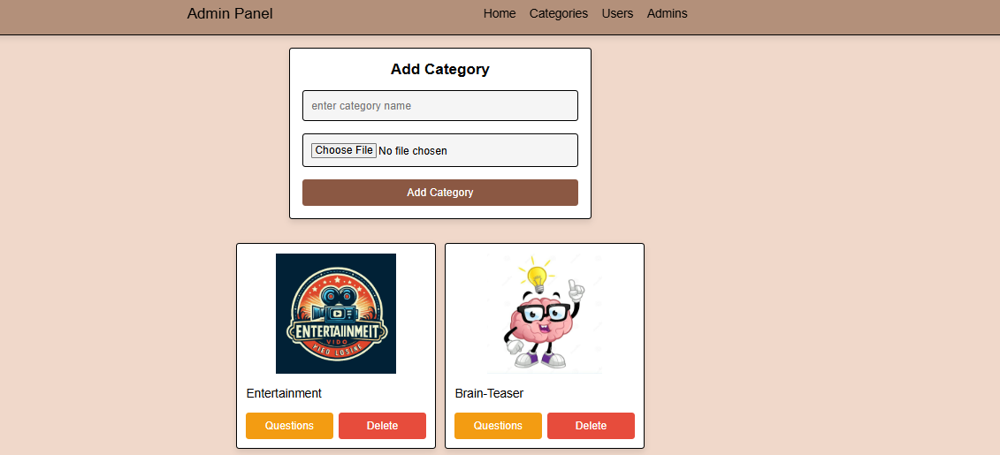 Admin Panel Home Categories Users Admins
Add Category
enter category name
Choose File No file chosen
Add Category
ENTERTAIINMEIT
VIDO
PIEO LOSINE
Entertainment
Questions Delete
Brain-Teaser
Questions Delete